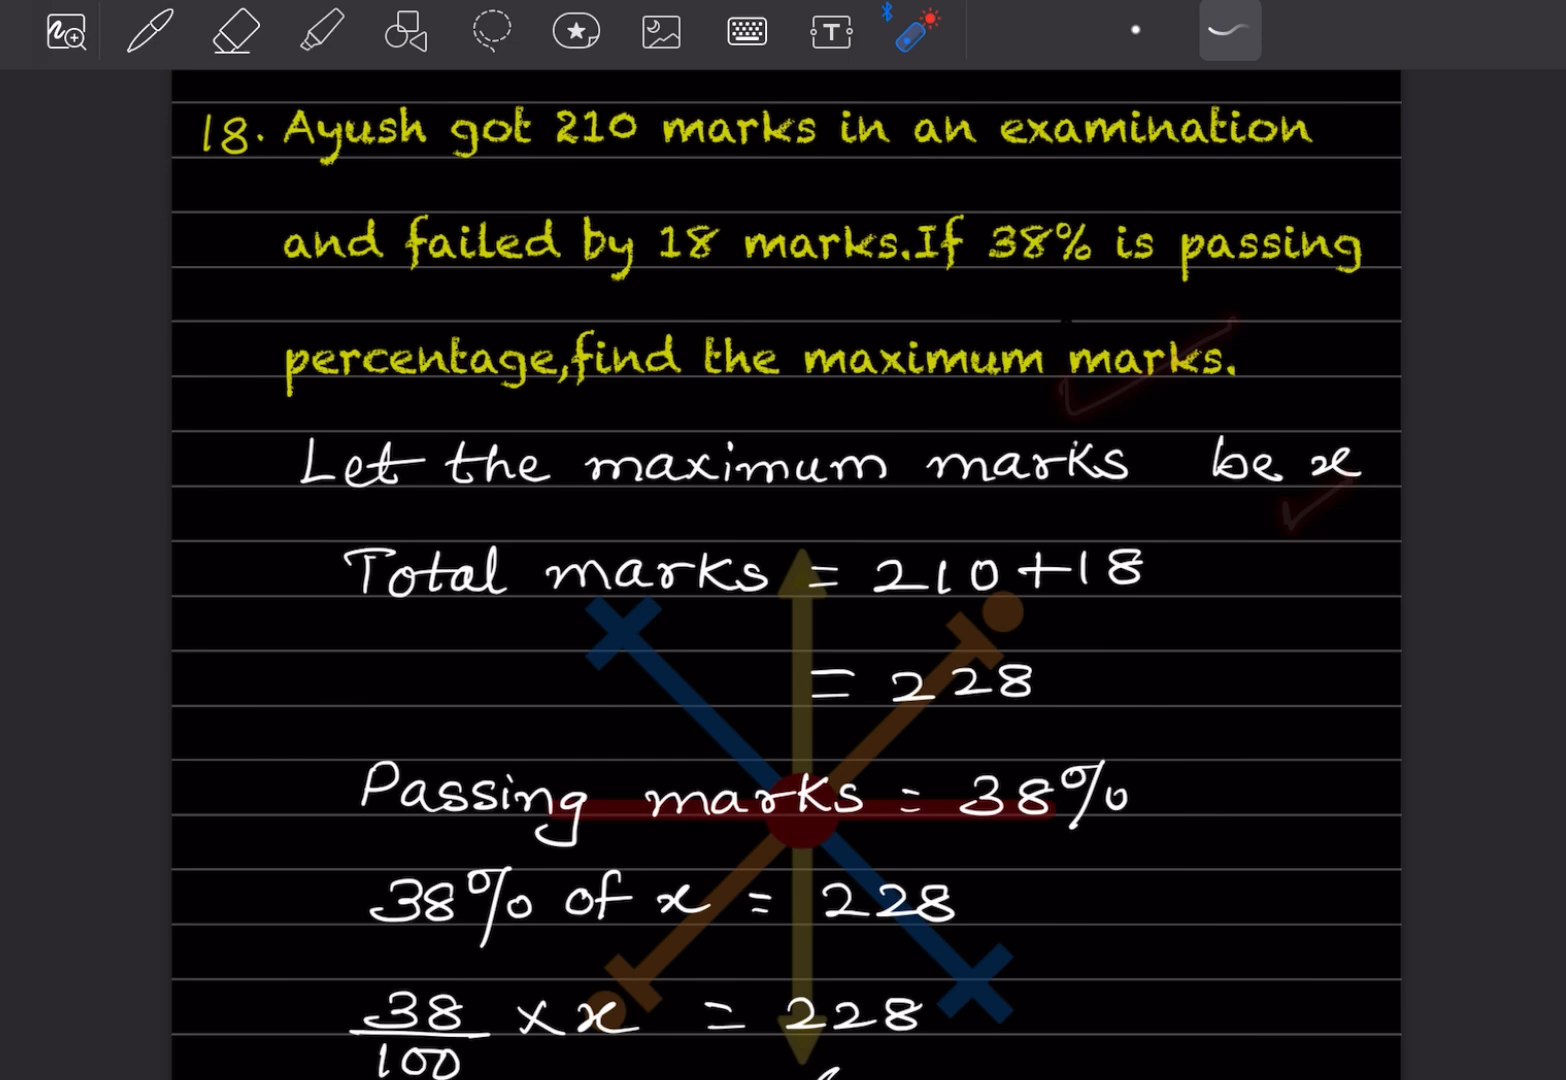 18. Ayush got 210 marks in an examination
and failed by 18 marks.If 38% is passing
percentage,find the maximum marks.
Let the maximum marks be x
Total marks = 210+18
= 228
Passing marks = 38%
38% of x = 228
38/100 × x = 228